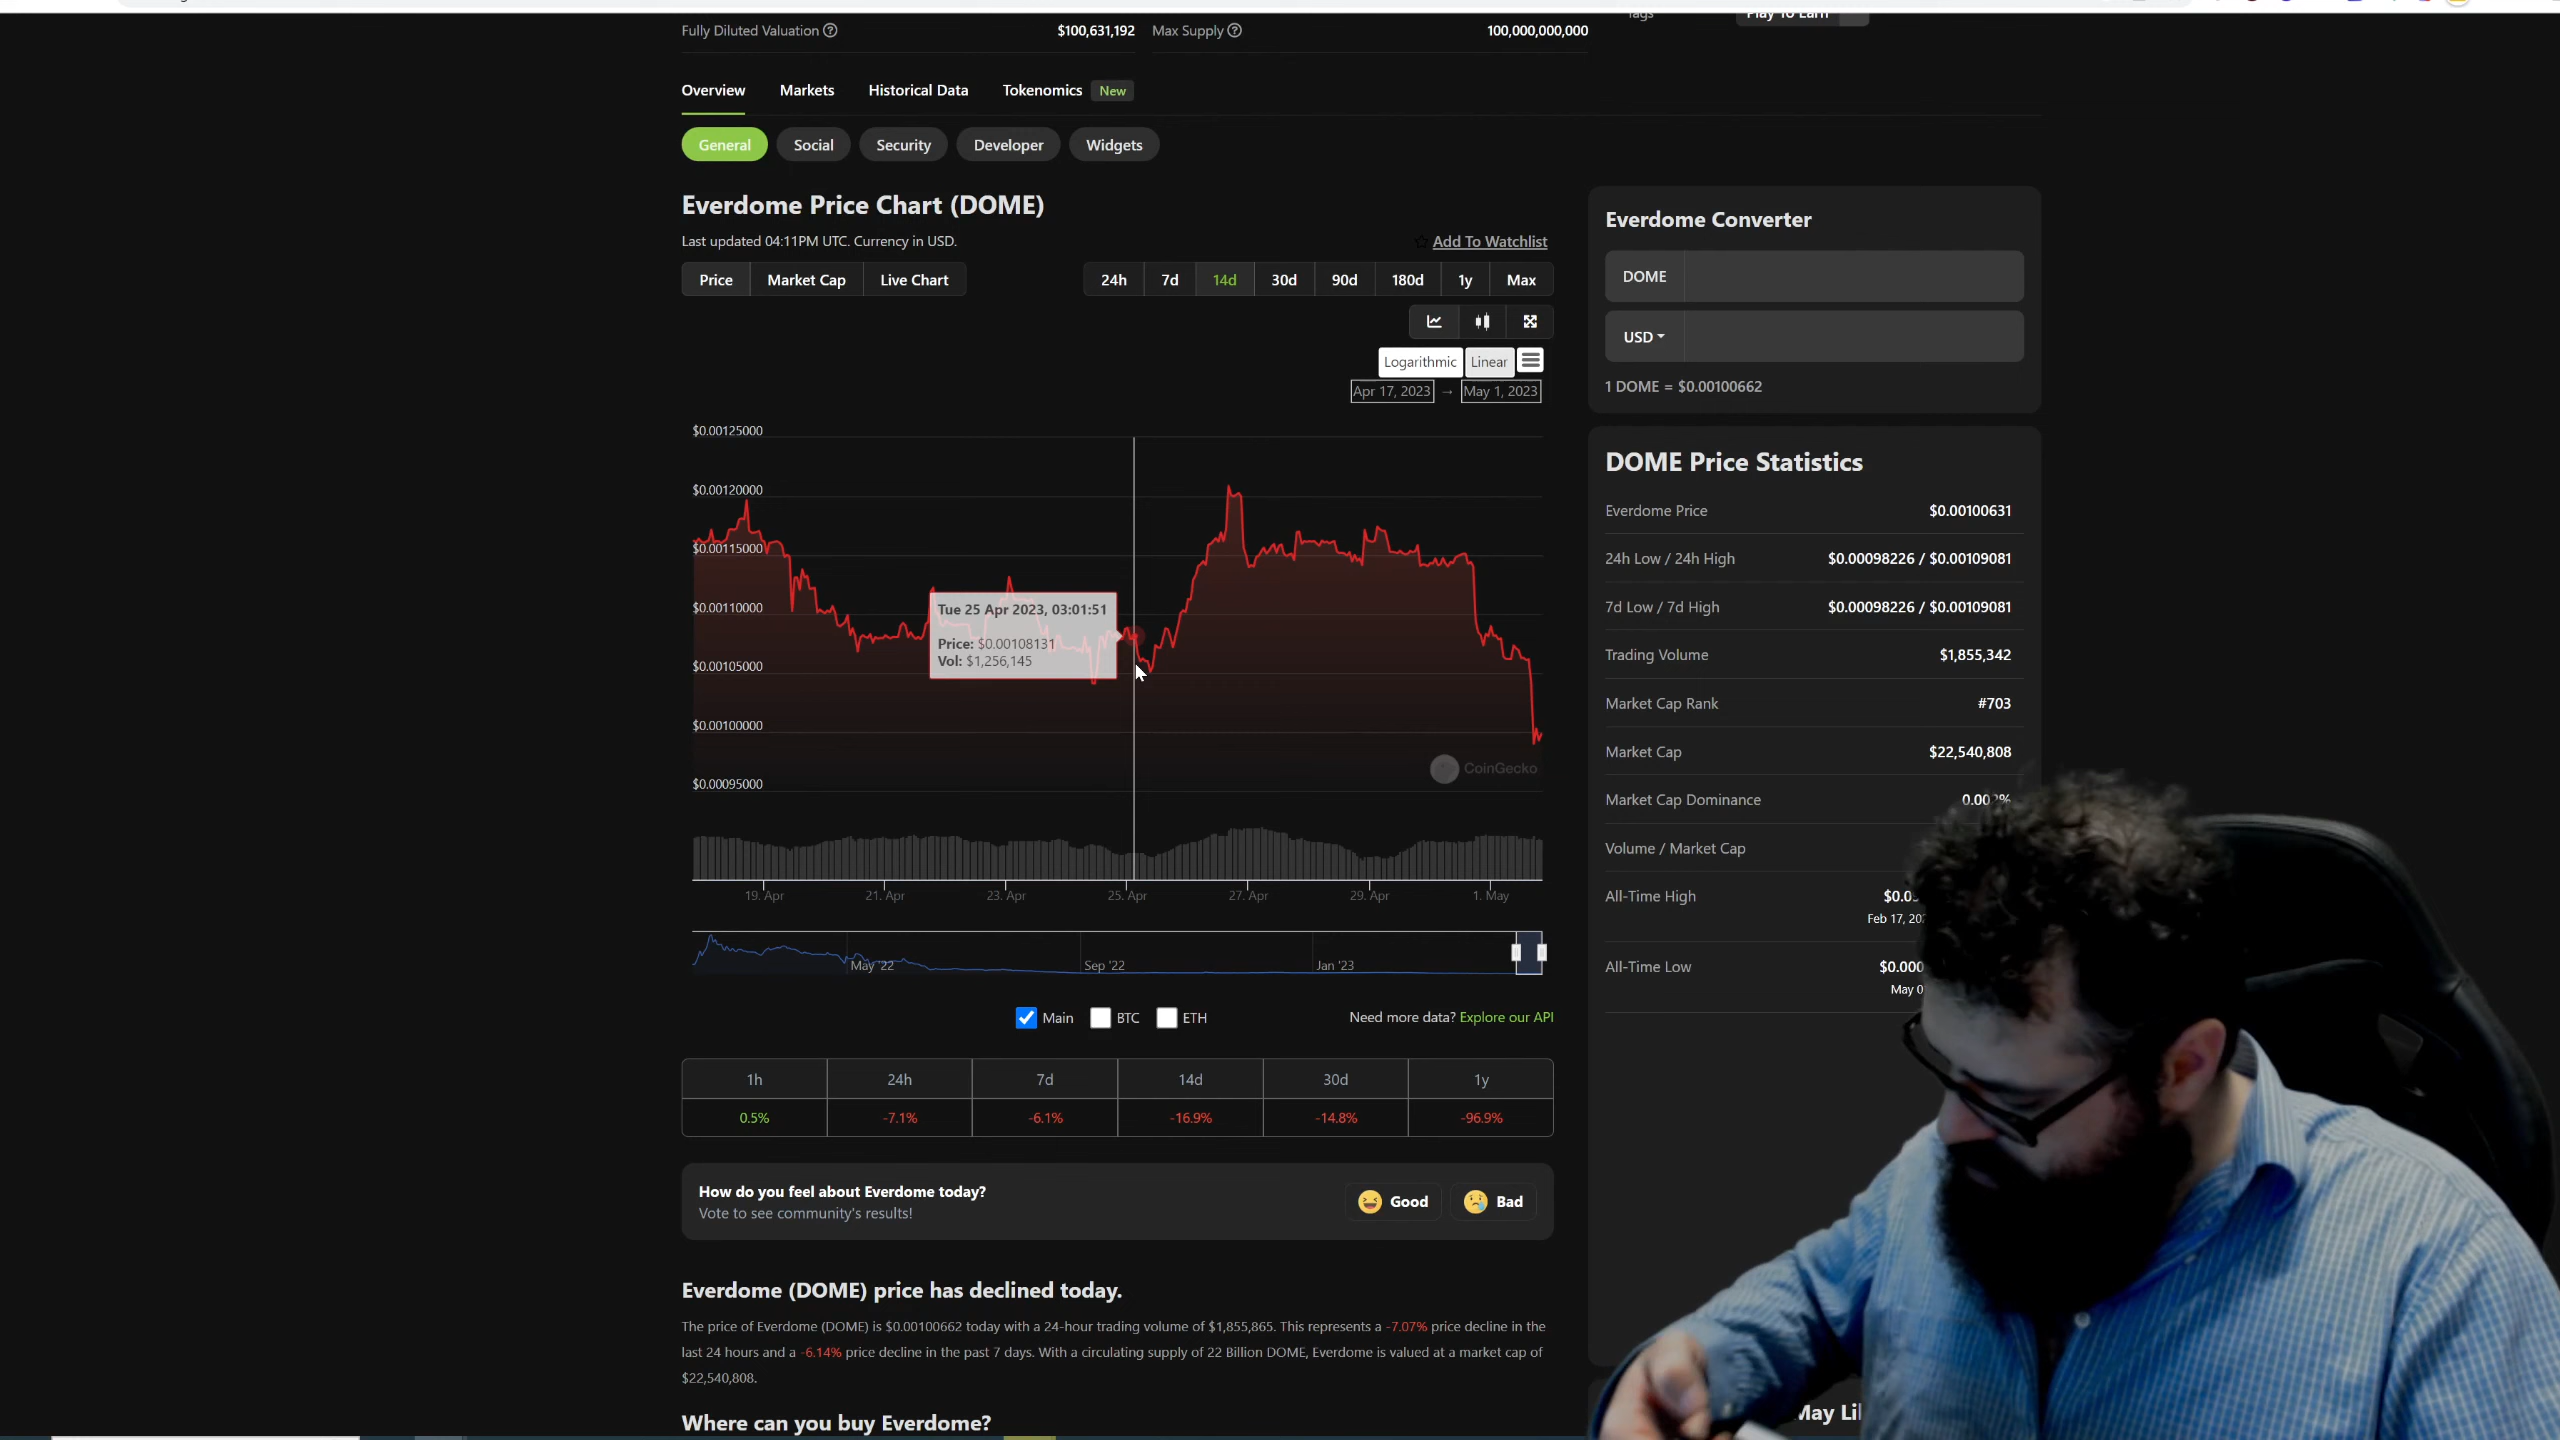 Fully Diluted Valuation $100,631,192 Max Supply 100,000,000,000
Tags Play To Earn
Overview Markets Historical Data Tokenomics New
General Social Security Developer Widgets
Everdome Price Chart (DOME)
Last updated 04:11PM UTC. Currency in USD.
Add To Watchlist
Price Market Cap Live Chart
24h 7d 14d 30d 90d 180d 1y Max
Logarithmic Linear
Apr 17, 2023 → May 1, 2023
$0.00125000
$0.00120000
$0.00115000
$0.00110000
$0.00105000
$0.00100000
$0.00095000
Tue 25 Apr 2023, 03:01:51
Price: $0.00108131
Vol: $1,256,145
CoinGecko
19. Apr 21. Apr 23. Apr 25. Apr 27. Apr 29. Apr 1. May
May '22 Sep '22 Jan '23
Main BTC ETH
Need more data? Explore our API
1h 24h 7d 14d 30d 1y
0.5% -7.1% -6.1% -16.9% -14.8% -96.9%
How do you feel about Everdome today?
Vote to see community's results!
Good Bad
Everdome (DOME) price has declined today.
The price of Everdome (DOME) is $0.00100662 today with a 24-hour trading volume of $1,855,865. This represents a -7.07% price decline in the
last 24 hours and a -6.14% price decline in the past 7 days. With a circulating supply of 22 Billion DOME, Everdome is valued at a market cap of
$22,540,808.
Where can you buy Everdome?
Everdome Converter
DOME
USD
1 DOME = $0.00100662
DOME Price Statistics
Everdome Price $0.00100631
24h Low / 24h High $0.00098226 / $0.00109081
7d Low / 7d High $0.00098226 / $0.00109081
Trading Volume $1,855,342
Market Cap Rank #703
Market Cap $22,540,808
Market Cap Dominance
Volume / Market Cap
All-Time High
Feb 17,
All-Time Low
May
May